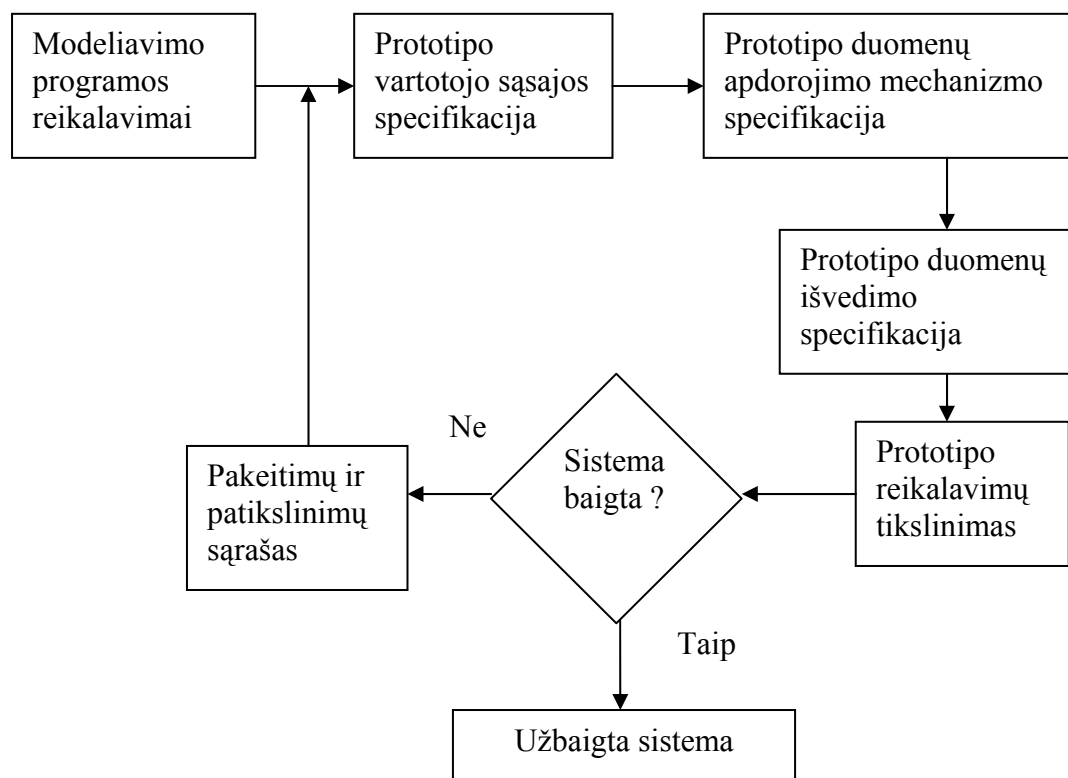 Modeliavimo
programos
reikalavimai
Prototipo
vartotojo sąsajos
specifikacija
Prototipo duomenų
apdorojimo mechanizmo
specifikacija
Prototipo duomenų
išvedimo
specifikacija
Prototipo
reikalavimų
tikslinimas
Sistema
baigta ?
Ne
Pakeitimų ir
patikslinimų
sąrašas
Taip
Užbaigta sistema